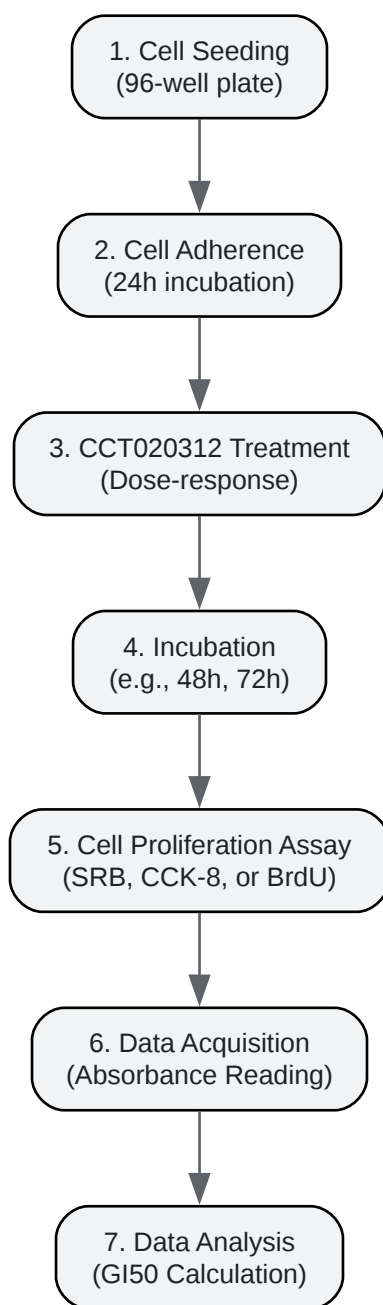 1. Cell Seeding
(96-well plate)
2. Cell Adherence
(24h incubation)
3. CCT020312 Treatment
(Dose-response)
4. Incubation
(e.g., 48h, 72h)
5. Cell Proliferation Assay
(SRB, CCK-8, or BrdU)
6. Data Acquisition
(Absorbance Reading)
7. Data Analysis
(GI50 Calculation)